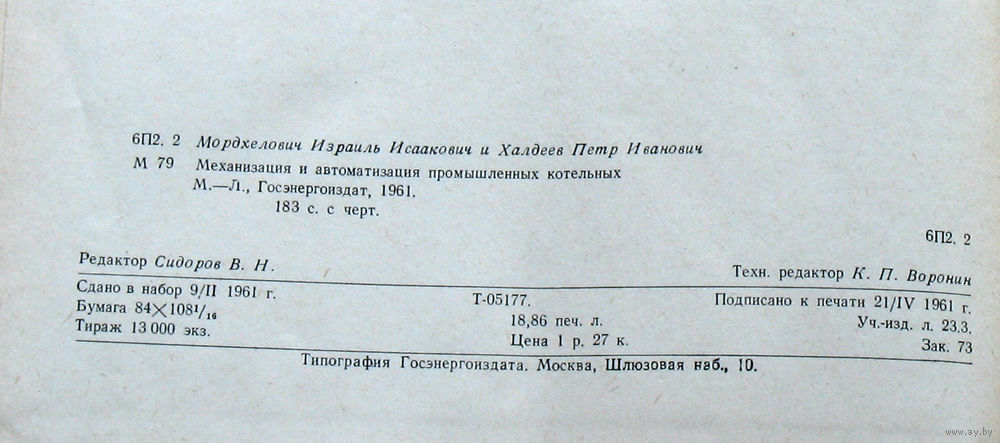 6П2. 2 Мордхелович Израиль Исаакович и Халдеев Петр Иванович
М 79 Механизация и автоматизация промышленных котельных
М.—Л., Госэнергоиздат, 1961.
183 с. с черт.
6П2. 2
Редактор Сидоров В. Н. Техн. редактор К. П. Воронин
Сдано в набор 9/II 1961 г. Т-05177. Подписано к печати 21/IV 1961 г.
Бумага 84×108¹/₁₆ 18,86 печ. л. Уч.-изд. л. 23,3.
Тираж 13 000 экз. Цена 1 р. 27 к. Зак. 73
Типография Госэнергоиздата. Москва, Шлюзовая наб., 10.
www.ay.by